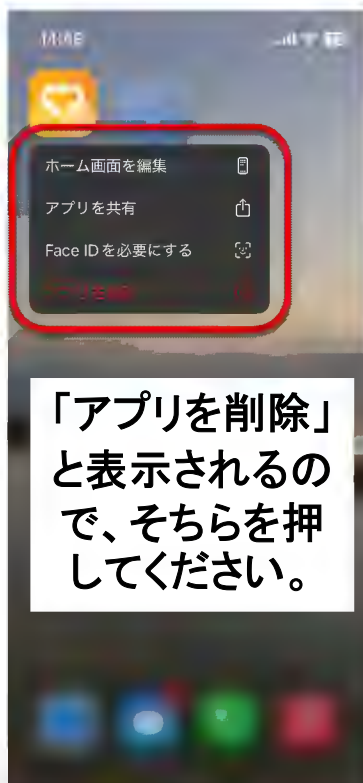 ホーム画面を編集
アプリを共有
Face IDを必要にする
「アプリを削除」
と表示されるの
で、そちらを押
してください。